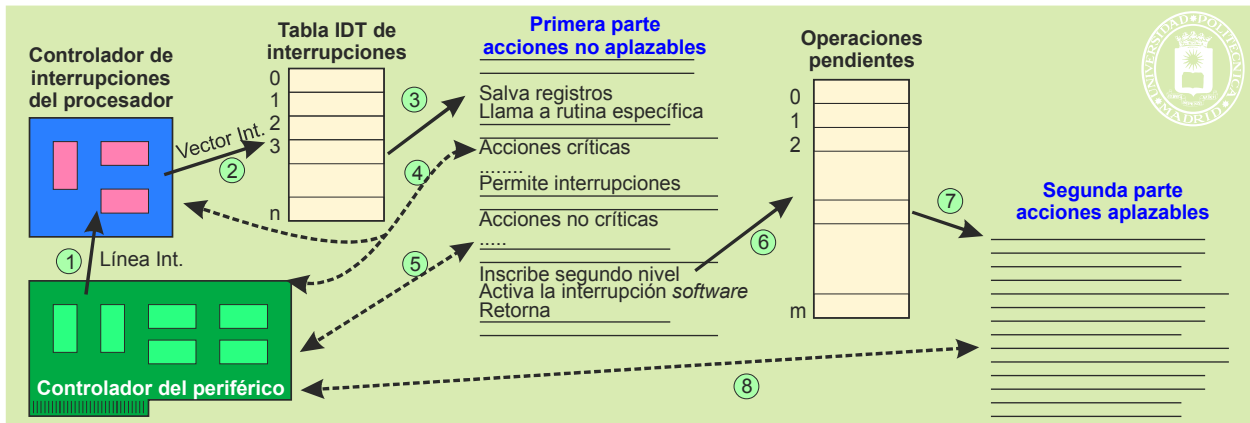 Controlador de
interrupciones
del procesador
Tabla IDT de
interrupciones
0
1
2
3
n
Vector Int.
1
Línea Int.
2
3
4
5
6
7
8
Controlador del periférico
Primera parte
acciones no aplazables
Salva registros
Llama a rutina específica
Acciones críticas
........
Permite interrupciones
Acciones no críticas
.....
Inscribe segundo nivel
Activa la interrupción software
Retorna
Operaciones
pendientes
0
1
2
m
Segunda parte
acciones aplazables
UNIVERSIDAD POLITECNICA
MADRID